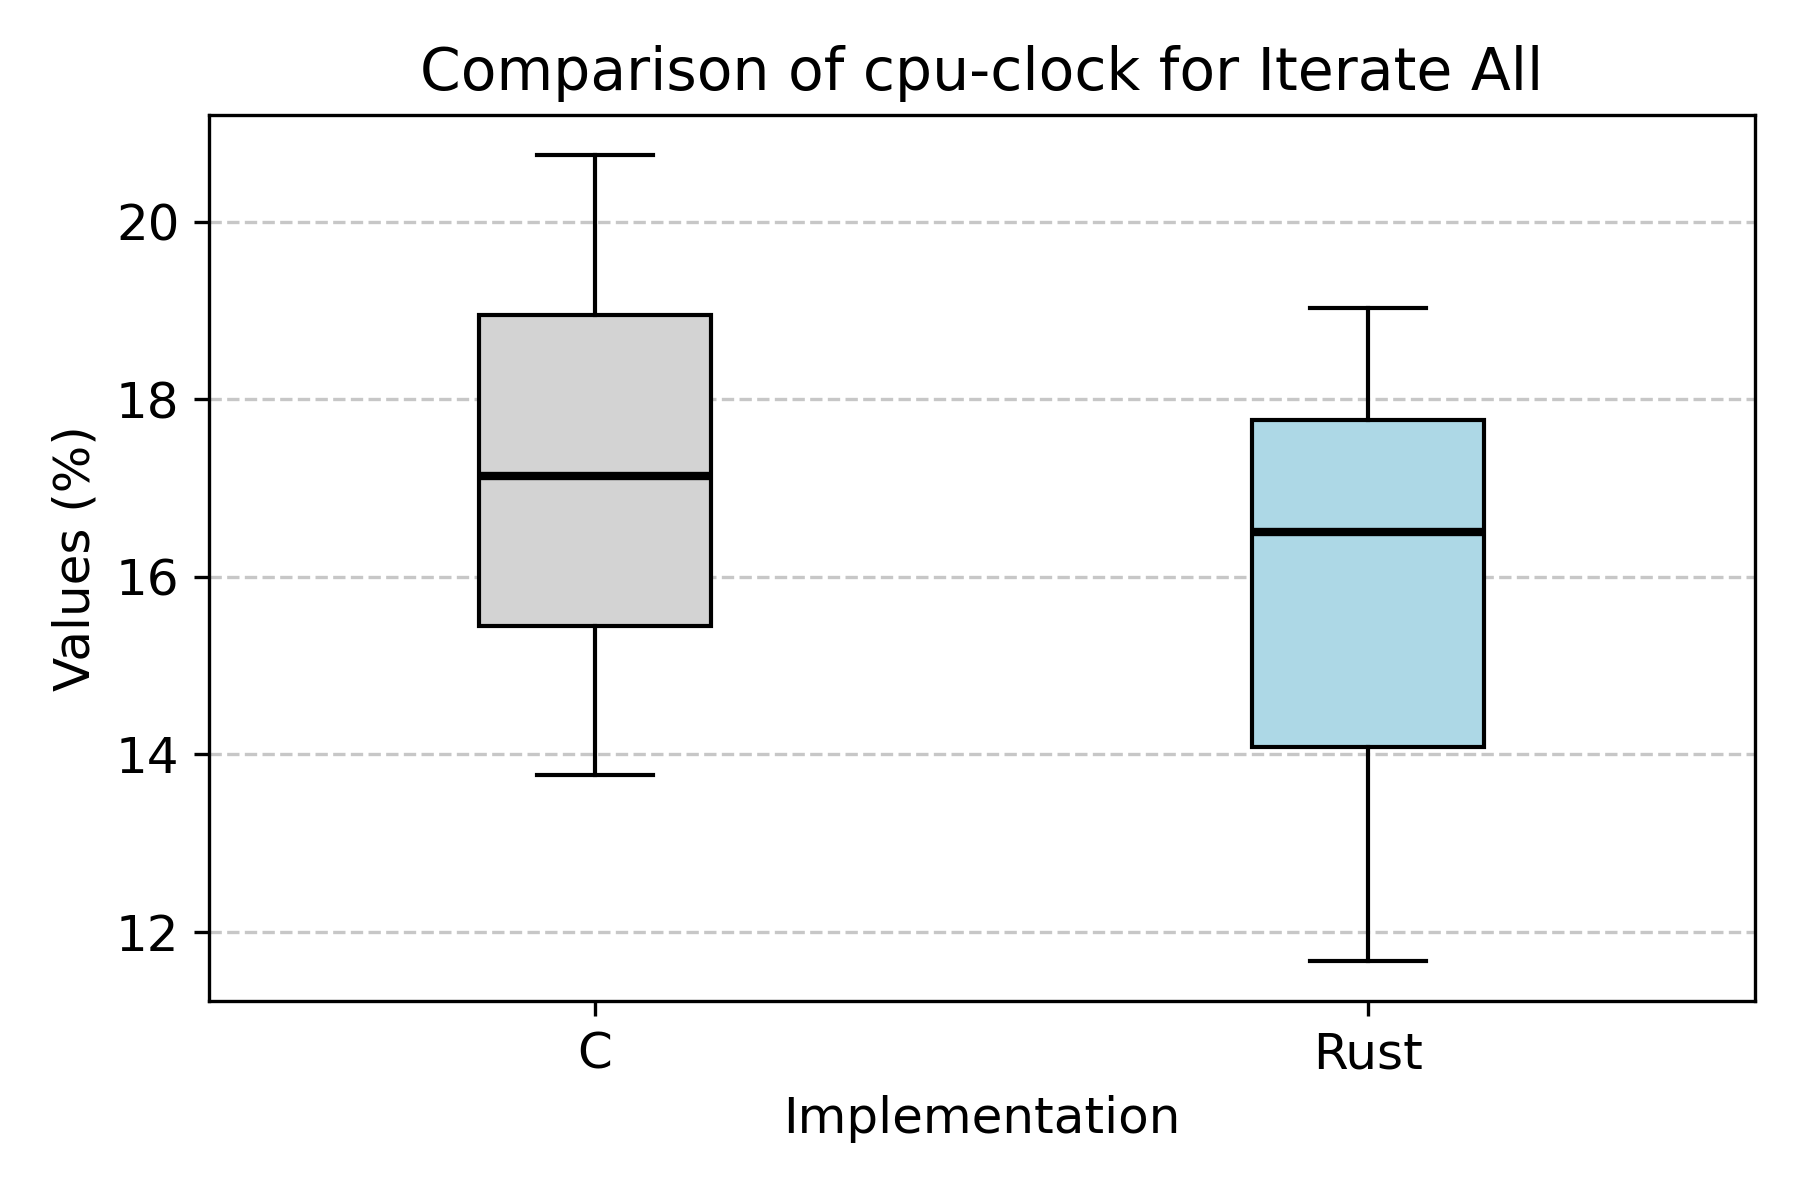 Comparison of cpu-clock for Iterate All
Values (%)
20
18
16
14
12
C
Rust
Implementation